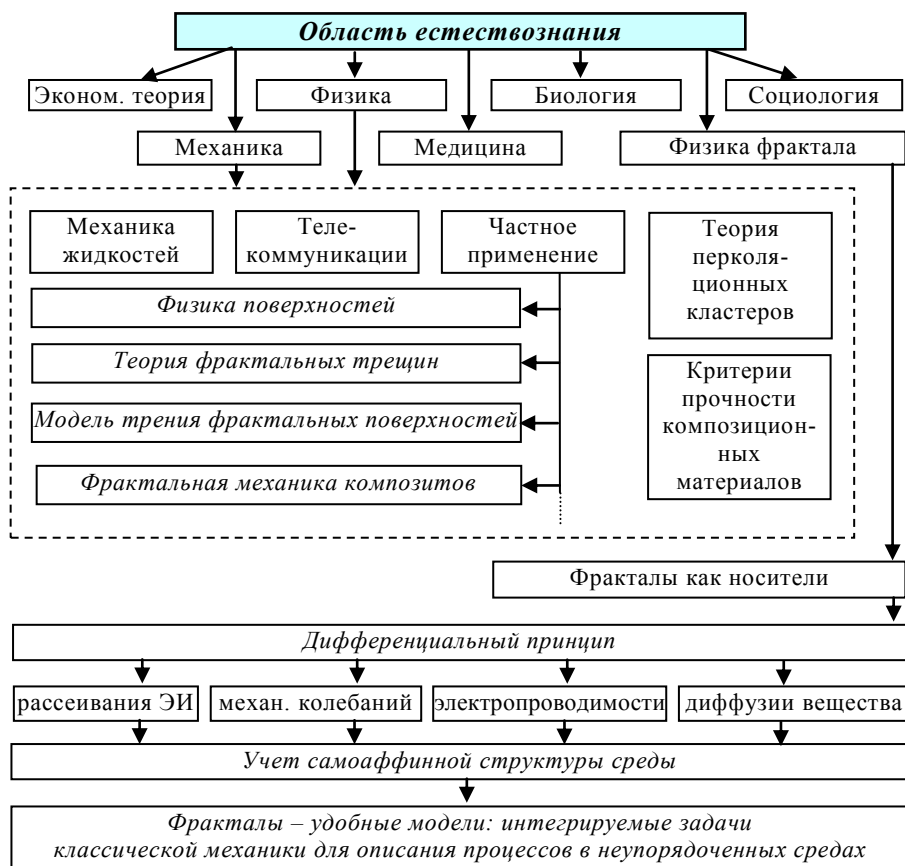 Область естествознания
Эконом. теория
Физика
Биология
Социология
Механика
Медицина
Физика фрактала
Механика
жидкостей
Теле-
коммуникации
Частное
применение
Теория
перколя-
ционных
кластеров
Физика поверхностей
Теория фрактальных трещин
Модель трения фрактальных поверхностей
Фрактальная механика композитов
Критерии
прочности
композицион-
ных
материалов
Фракталы как носители
Дифференциальный принцип
рассеивания ЭИ
механ. колебаний
электропроводимости
диффузии вещества
Учет самоаффинной структуры среды
Фракталы – удобные модели: интегрируемые задачи
классической механики для описания процессов в неупорядоченных средах